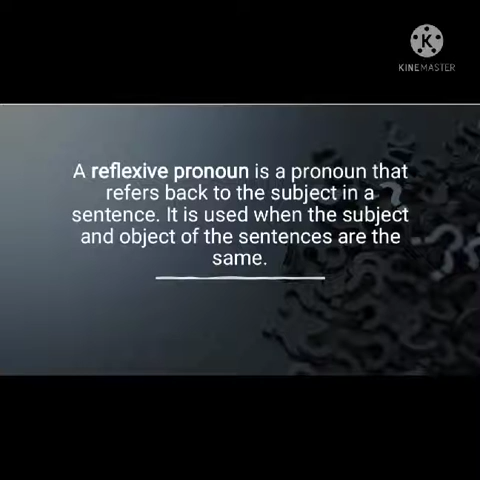 K
KINEMASTER
A reflexive pronoun is a pronoun that
refers back to the subject in a
sentence. It is used when the subject
and object of the sentences are the
same.